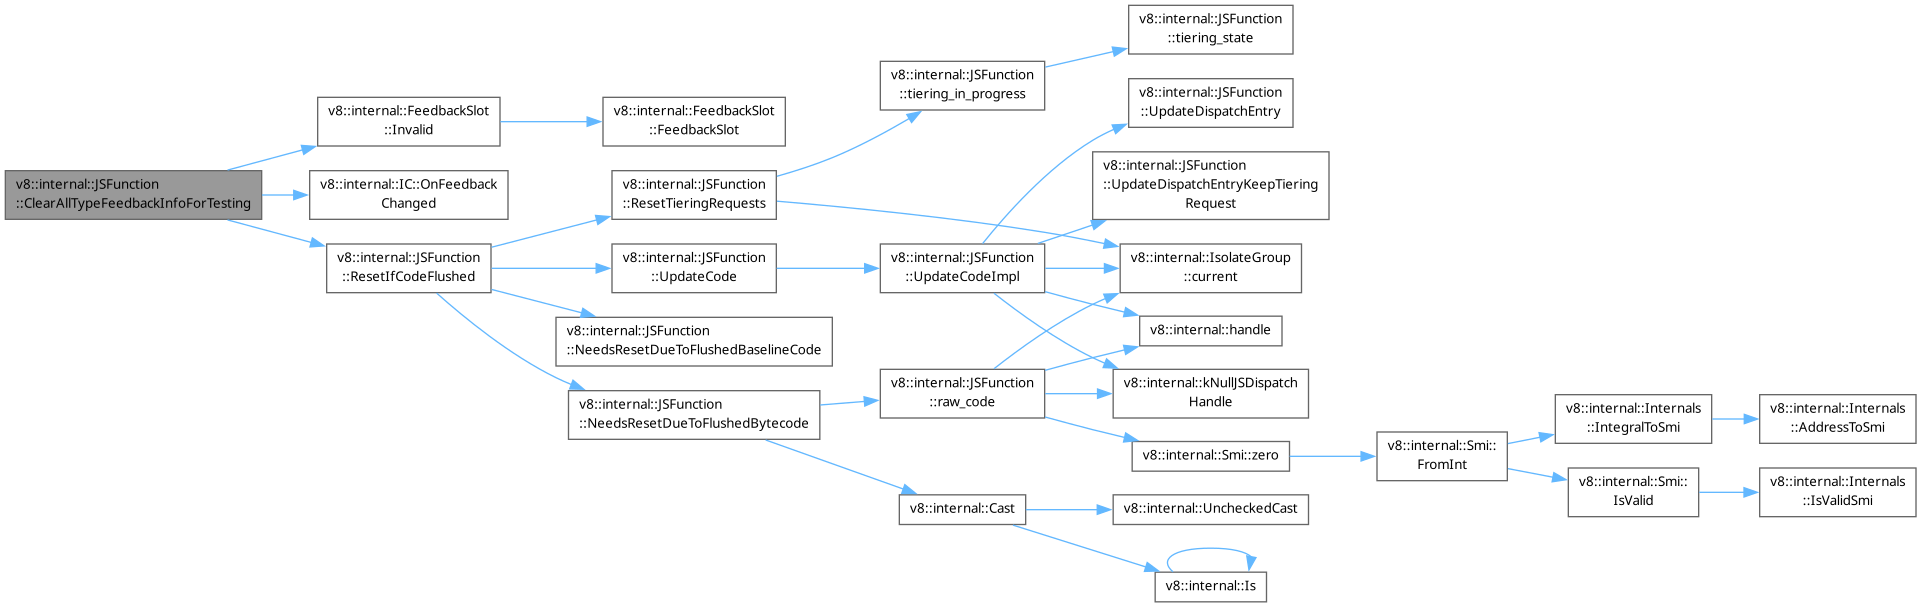 v8::internal::JSFunction
::ClearAllTypeFeedbackInfoForTesting
v8::internal::FeedbackSlot
::Invalid
v8::internal::FeedbackSlot
::FeedbackSlot
v8::internal::IC::OnFeedback
Changed
v8::internal::JSFunction
::ResetIfCodeFlushed
v8::internal::JSFunction
::ResetTieringRequests
v8::internal::JSFunction
::tiering_in_progress
v8::internal::JSFunction
::tiering_state
v8::internal::JSFunction
::UpdateCode
v8::internal::JSFunction
::UpdateCodeImpl
v8::internal::JSFunction
::UpdateDispatchEntry
v8::internal::JSFunction
::UpdateDispatchEntryKeepTiering
Request
v8::internal::IsolateGroup
::current
v8::internal::handle
v8::internal::kNullJSDispatch
Handle
v8::internal::JSFunction
::NeedsResetDueToFlushedBaselineCode
v8::internal::JSFunction
::NeedsResetDueToFlushedBytecode
v8::internal::JSFunction
::raw_code
v8::internal::Smi::zero
v8::internal::Smi::
FromInt
v8::internal::Internals
::IntegralToSmi
v8::internal::Internals
::AddressToSmi
v8::internal::Smi::
IsValid
v8::internal::Internals
::IsValidSmi
v8::internal::Cast
v8::internal::UncheckedCast
v8::internal::Is